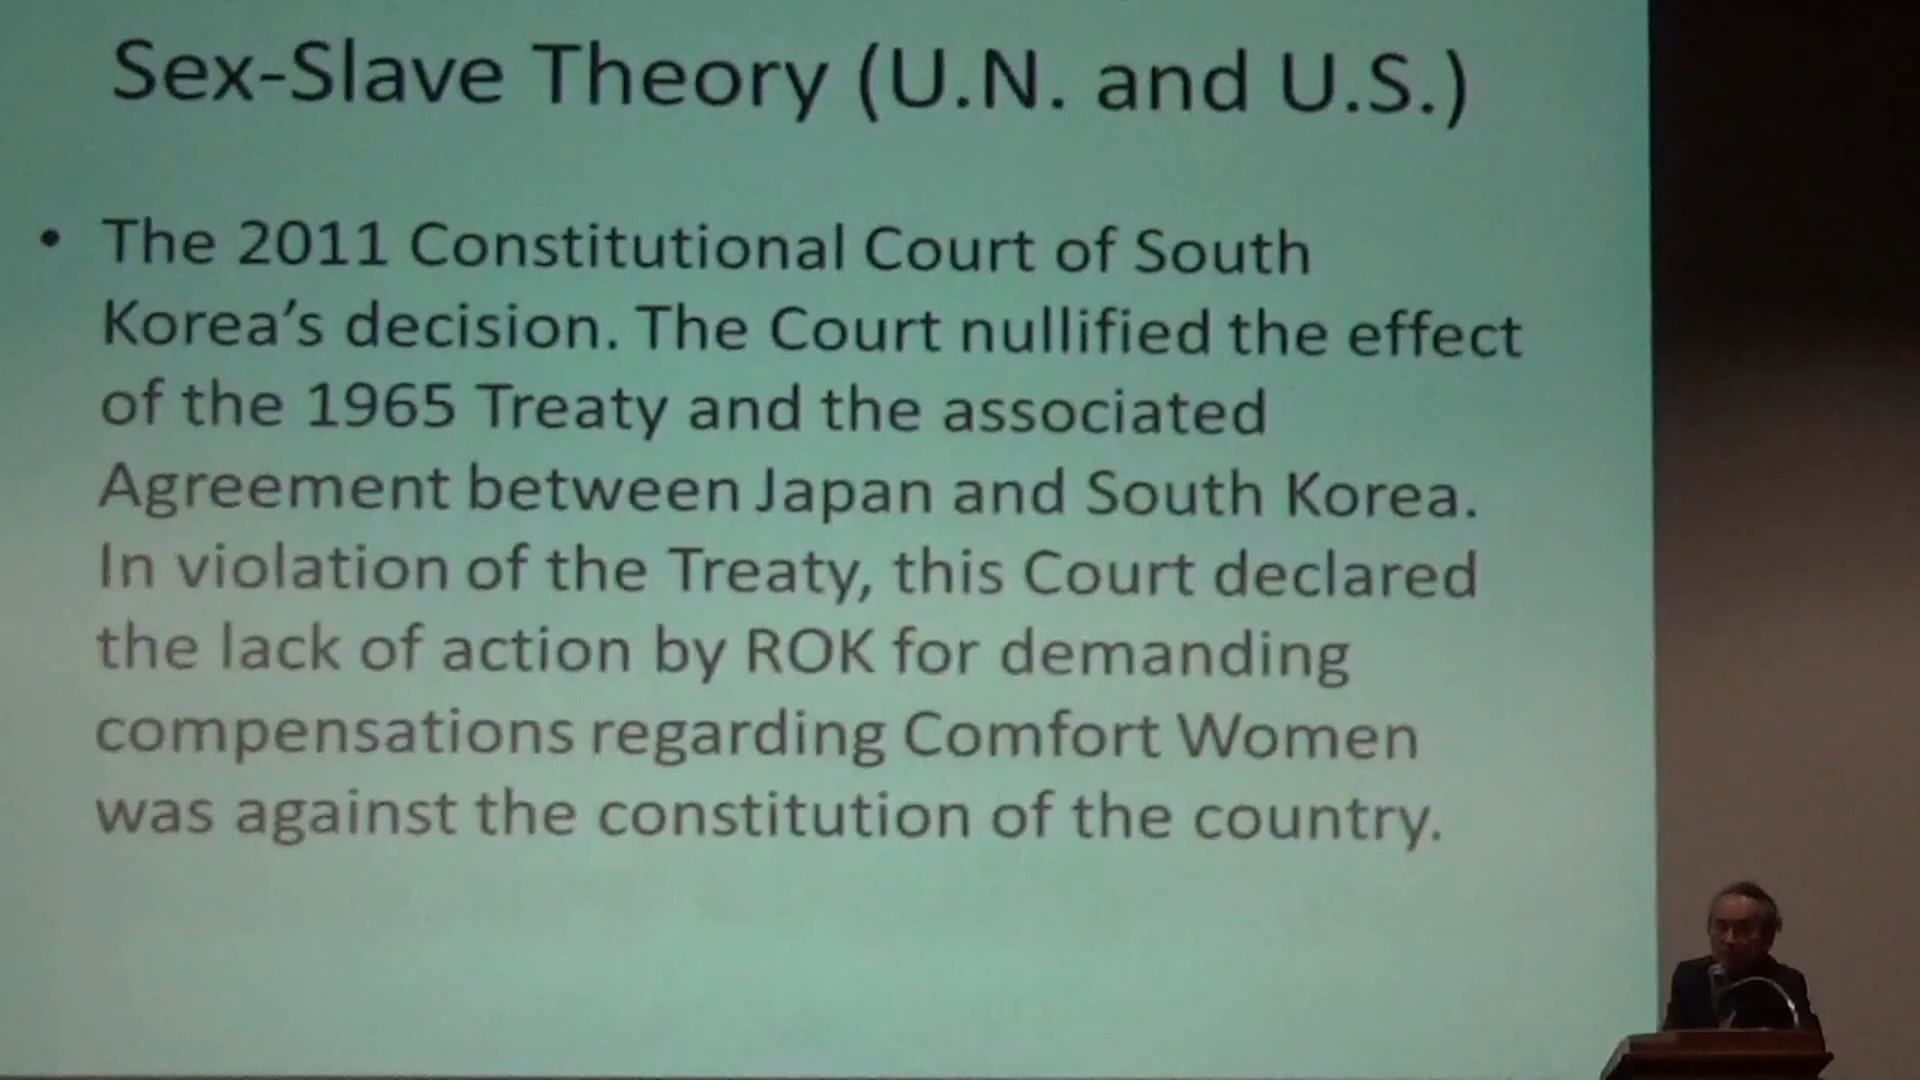 Sex-Slave Theory (U.N. and U.S.)
• The 2011 Constitutional Court of South
Korea's decision. The Court nullified the effect
of the 1965 Treaty and the associated
Agreement between Japan and South Korea.
In violation of the Treaty, this Court declared
the lack of action by ROK for demanding
compensations regarding Comfort Women
was against the constitution of the country.